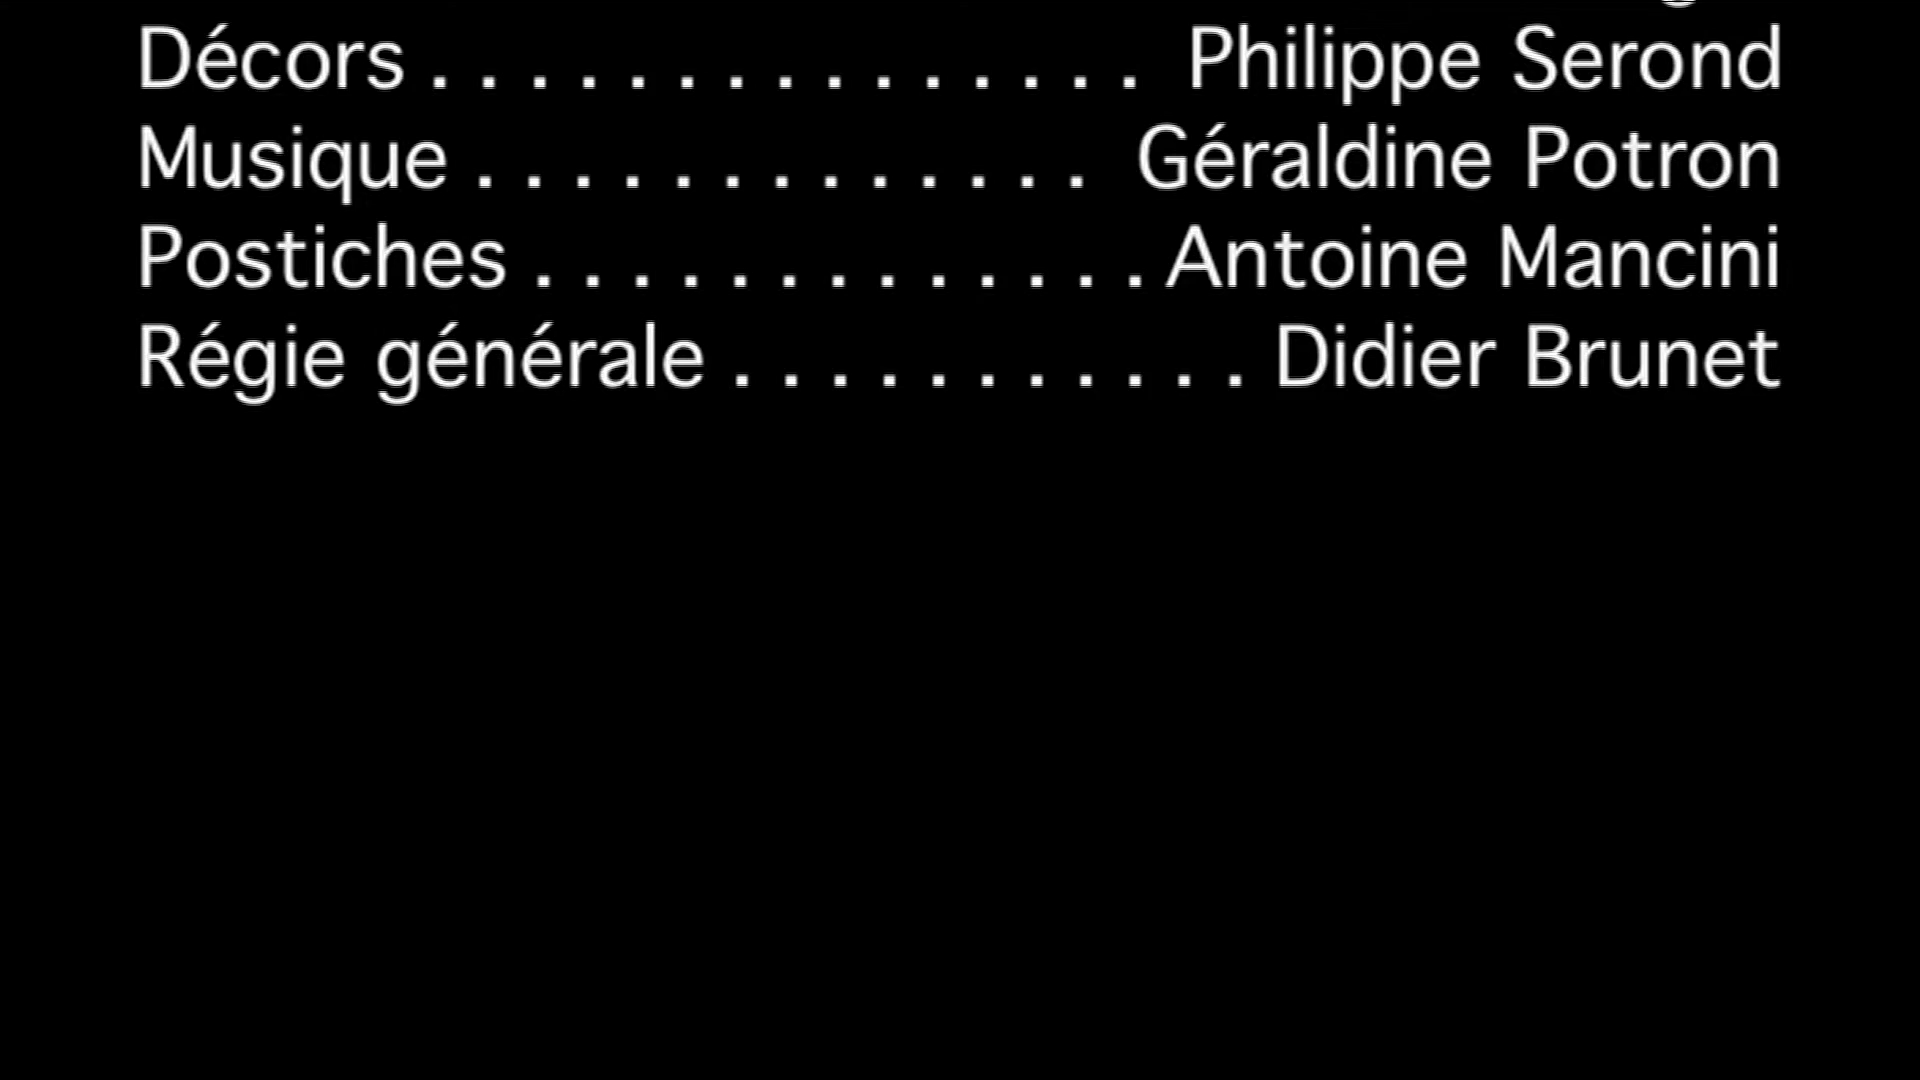 Décors . . . . . . . . . . . . . . . Philippe Serond
Musique . . . . . . . . . . . . . Géraldine Potron
Postiches . . . . . . . . . . . . . Antoine Mancini
Régie générale . . . . . . . . . . . Didier Brunet